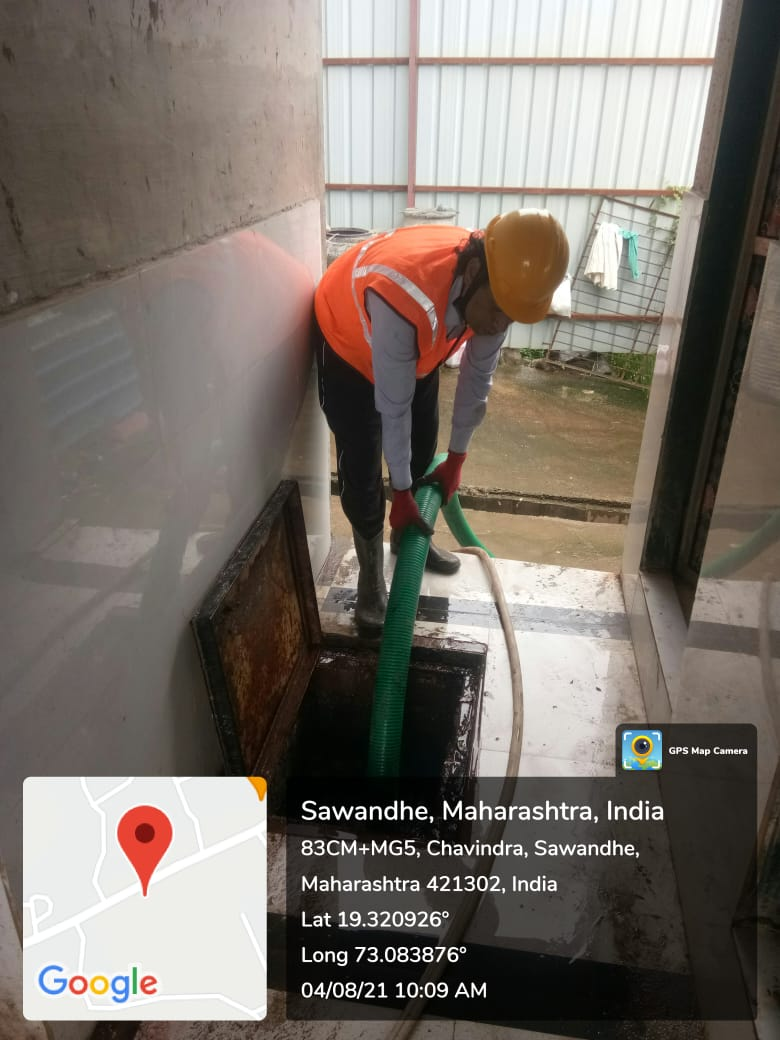 GPS Map Camera
Sawandhe, Maharashtra, India
83CM+MG5, Chavindra, Sawandhe,
Maharashtra 421302, India
Lat 19.320926°
Long 73.083876°
04/08/21 10:09 AM
P
Google